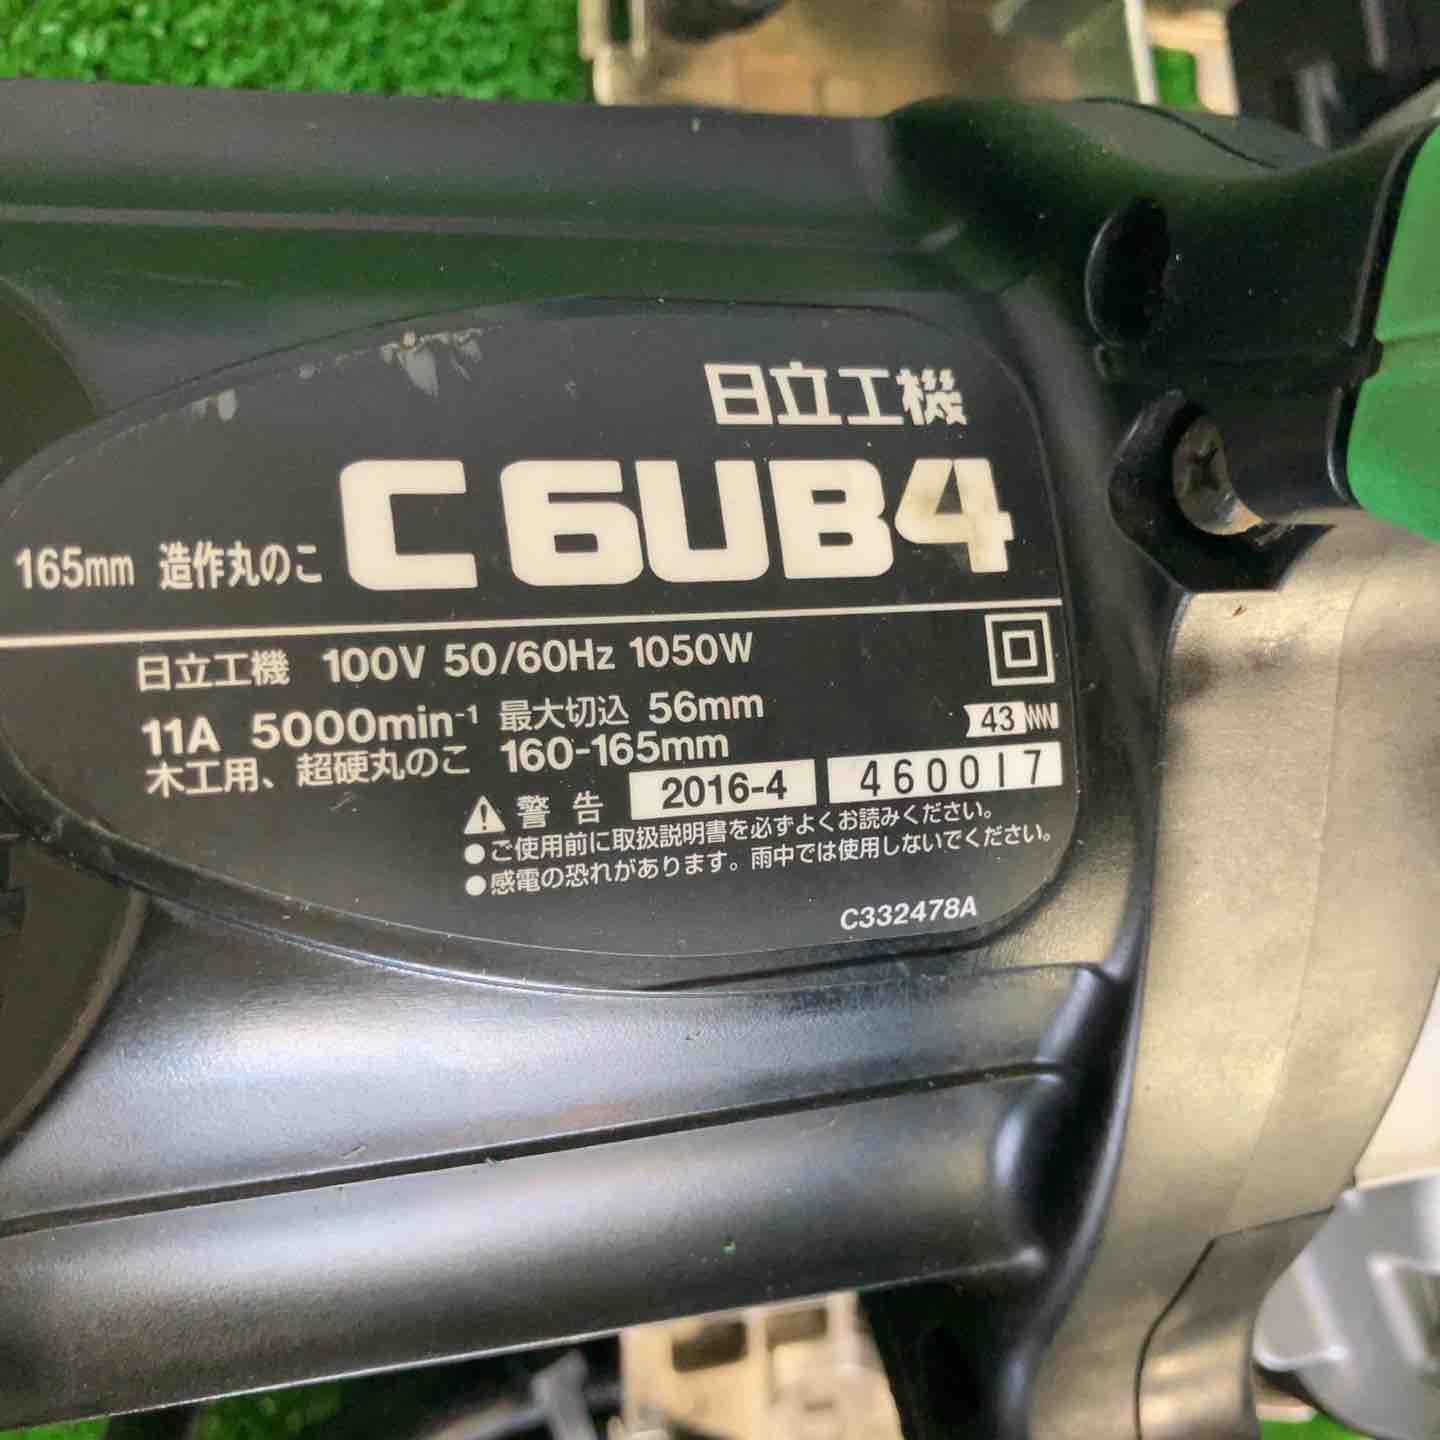 日立工機
165mm 造作丸のこ C6UB4
日立工機 100V 50/60Hz 1050W
11A 5000min-1 最大切込 56mm
43
木工用、超硬丸のこ 160-165mm
警告 2016-4 460017
●ご使用前に取扱説明書を必ずよくお読みください。
●感電の恐れがあります。雨中では使用しないでください。
C332478A